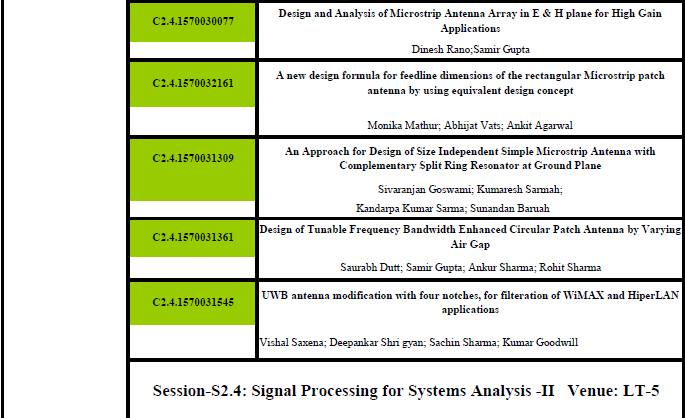 C2.4.1570030077
Design and Analysis of Microstrip Antenna Array in E & H plane for High Gain
Applications
Dinesh Rano;Samir Gupta
C2.4.1570032161
A new design formula for feedline dimensions of the rectangular Microstrip patch
antenna by using equivalent design concept
Monika Mathur; Abhijat Vats; Ankit Agarwal
C2.4.1570031309
An Approach for Design of Size Independent Simple Microstrip Antenna with
Complementary Split Ring Resonator at Ground Plane
Sivaranjan Goswami; Kumaresh Sarmah;
Kandarpa Kumar Sarma; Sunandan Baruah
C2.4.1570031361
Design of Tunable Frequency Bandwidth Enhanced Circular Patch Antenna by Varying
Air Gap
Saurabh Dutt; Samir Gupta; Ankur Sharma; Rohit Sharma
C2.4.1570031545
UWB antenna modification with four notches, for filteration of WiMAX and HiperLAN
applications
Vishal Saxena; Deepankar Shri gyan; Sachin Sharma; Kumar Goodwill
Session-S2.4: Signal Processing for Systems Analysis -II Venue: LT-5